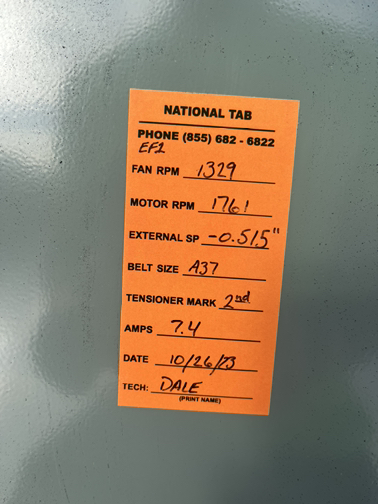 NATIONAL TAB
PHONE (855) 682 - 6822
EF1
FAN RPM 1329
MOTOR RPM 1761
EXTERNAL SP -0.515"
BELT SIZE A37
TENSIONER MARK 2nd
AMPS 7.4
DATE 10/26/
TECH: DALE
(PRINT NAME)